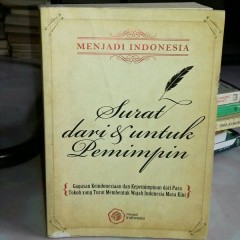 MENJADI INDONESIA
Surat
dari & untuk
Pemimpin
Gagasan Keindonesiaan dan Kepemimpinan dari Para
Tokoh yang Turut Membentuk Wajah Indonesia Masa Kini